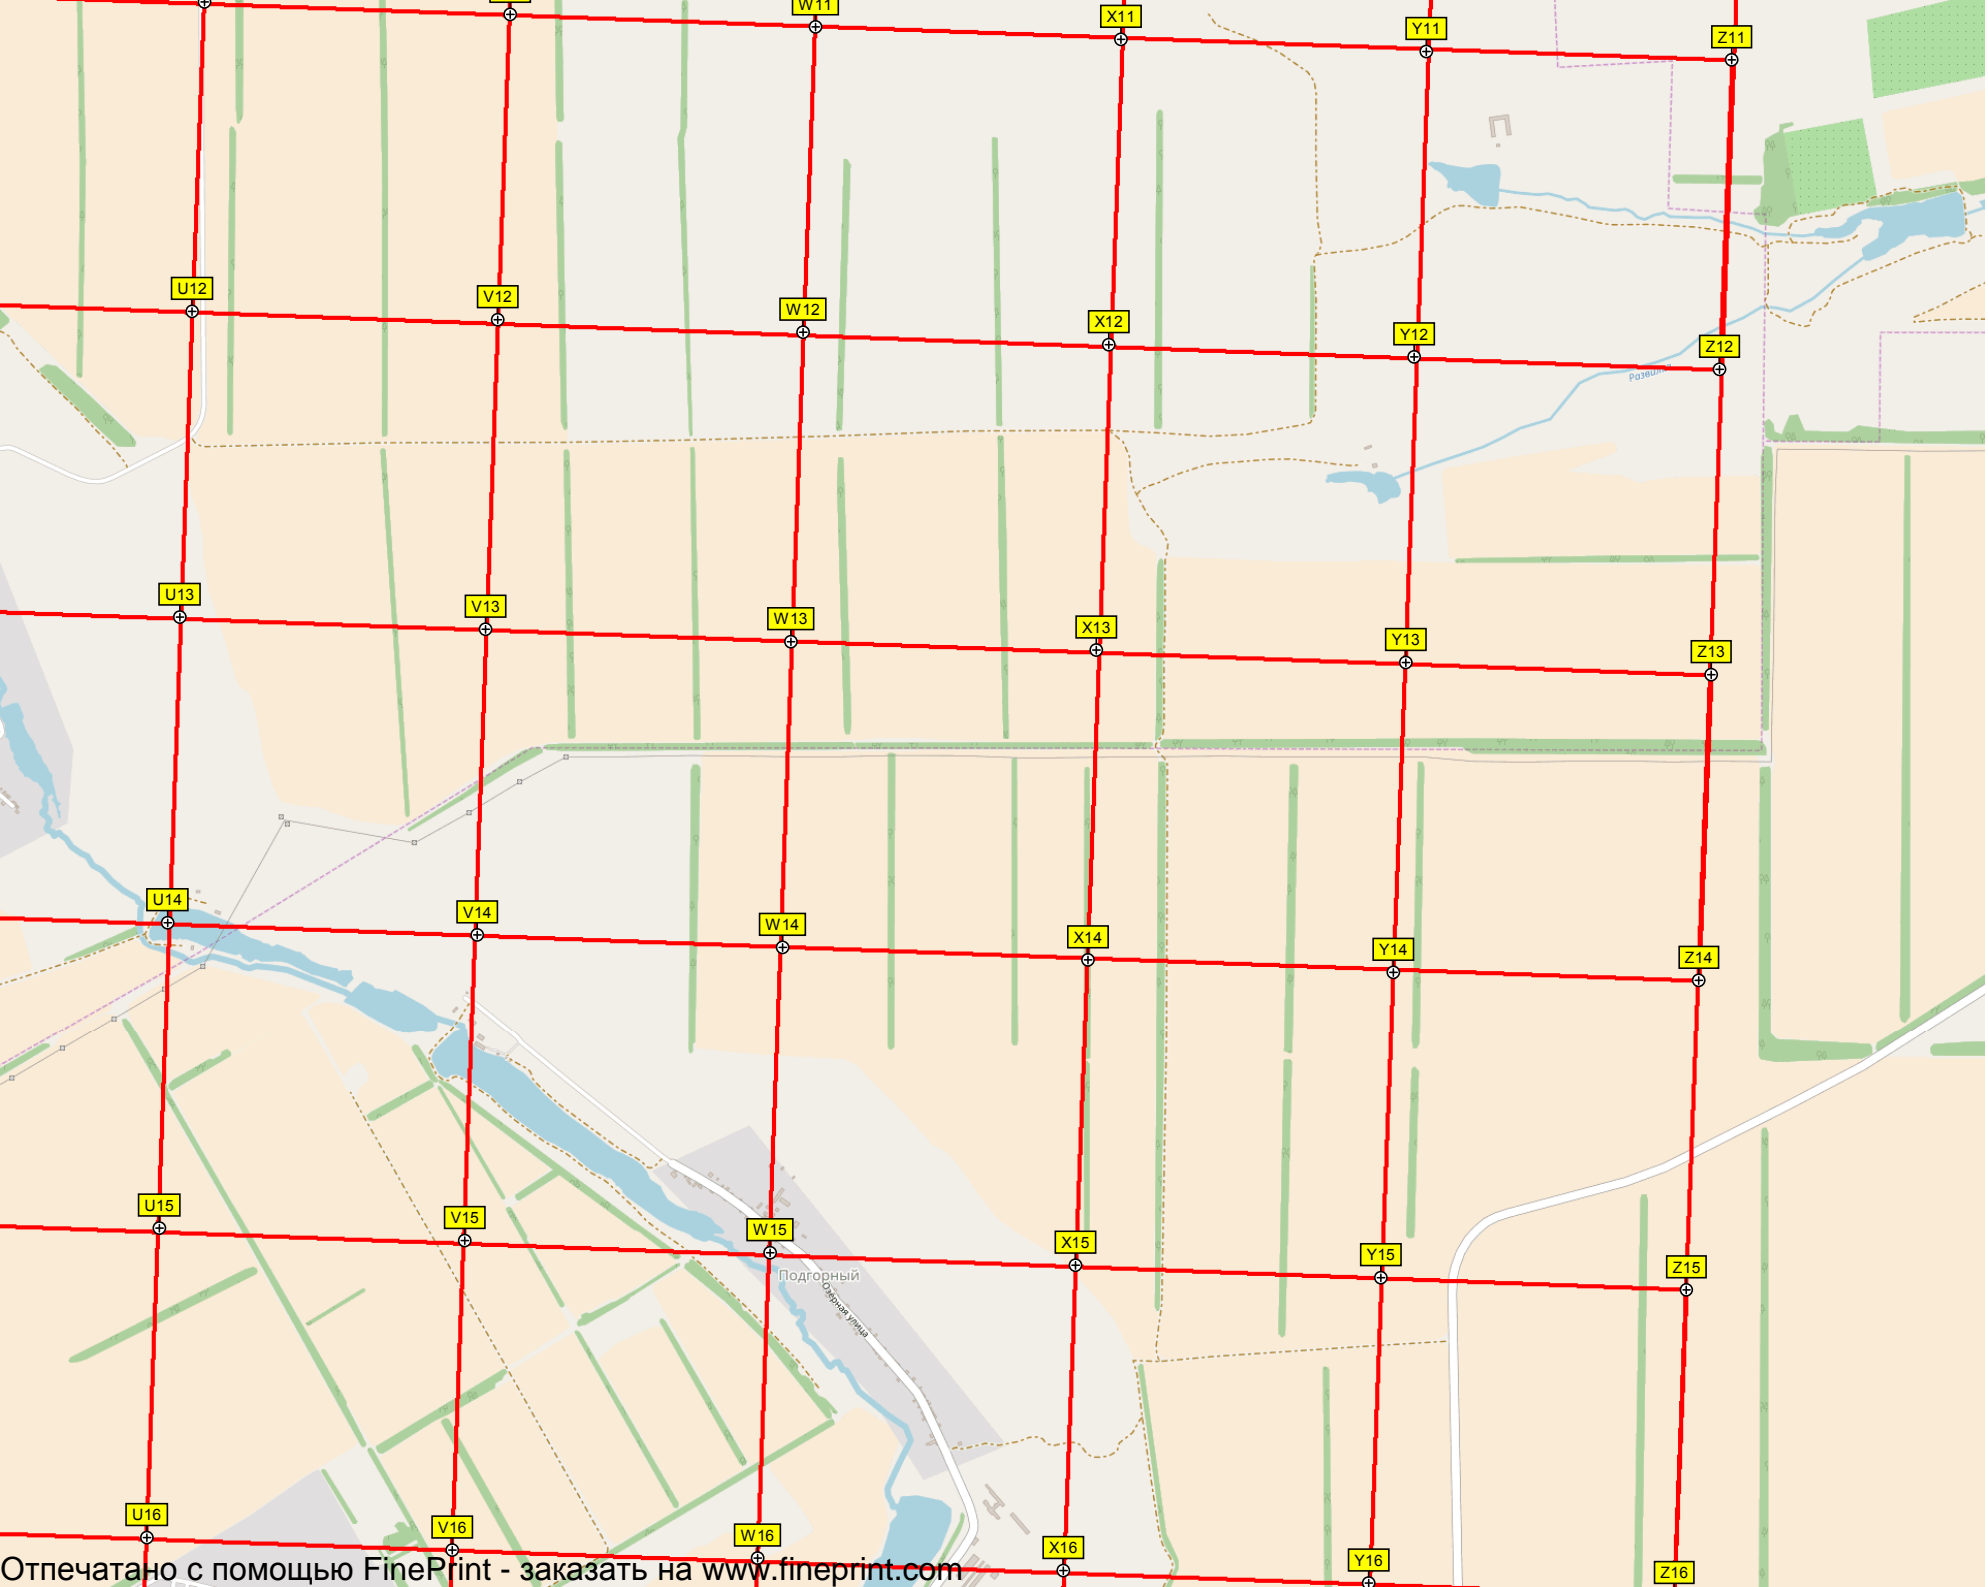 W11
X11
Y11
Z11
U12
V12
W12
X12
Y12
Z12
U13
V13
W13
X13
Y13
Z13
U14
V14
W14
X14
Y14
Z14
U15
V15
W15
X15
Y15
Z15
Подгорный
Озёрная улица
U16
V16
W16
X16
Y16
Z16
Отпечатано с помощью FinePrint - заказать на www.fineprint.com